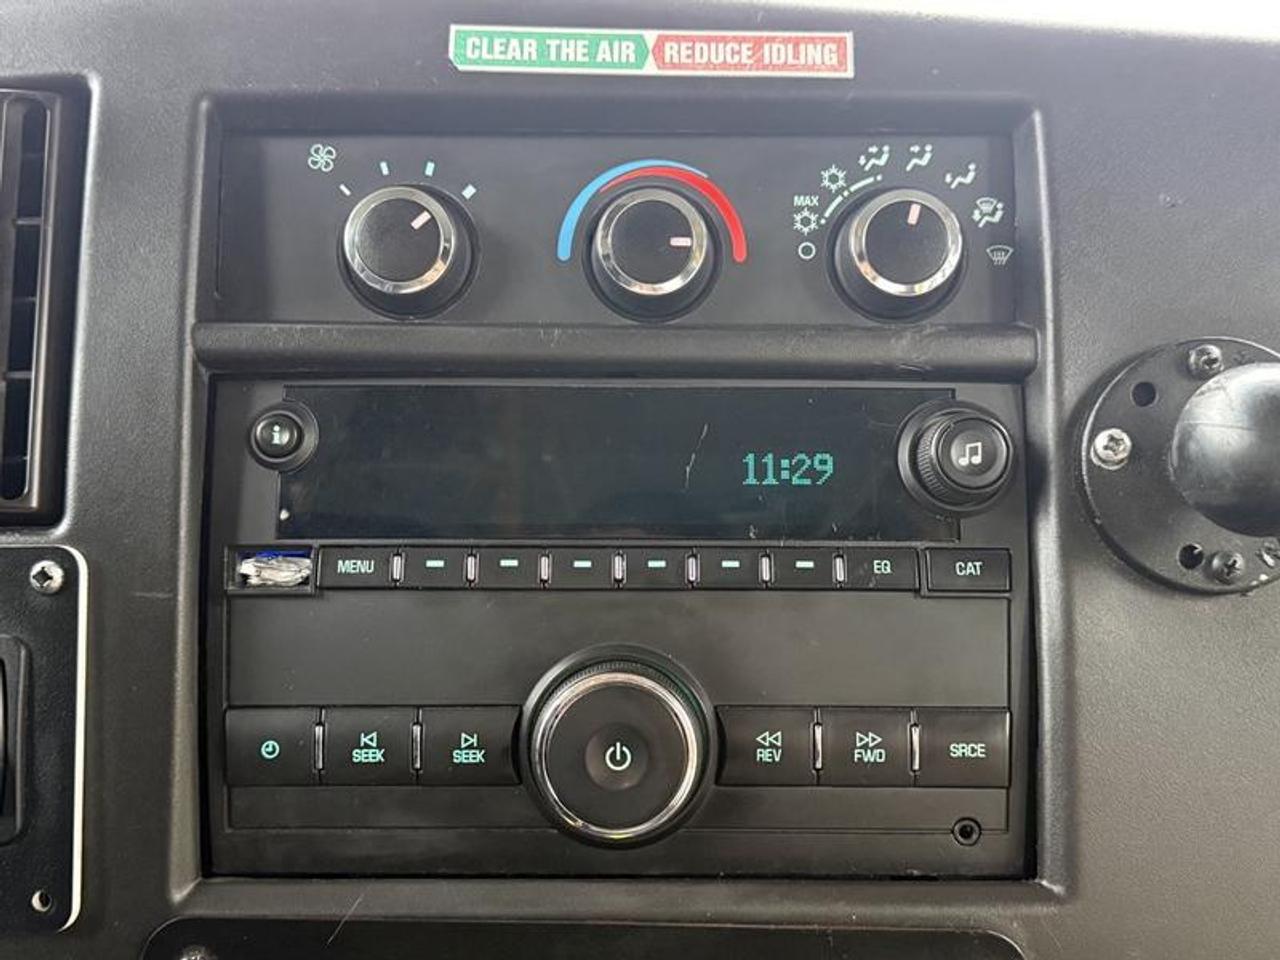 CLEAR THE AIR REDUCE IDLING
MAX
i
11:29
MENU EQ CAT
SEEK SEEK REV FWD SRCE